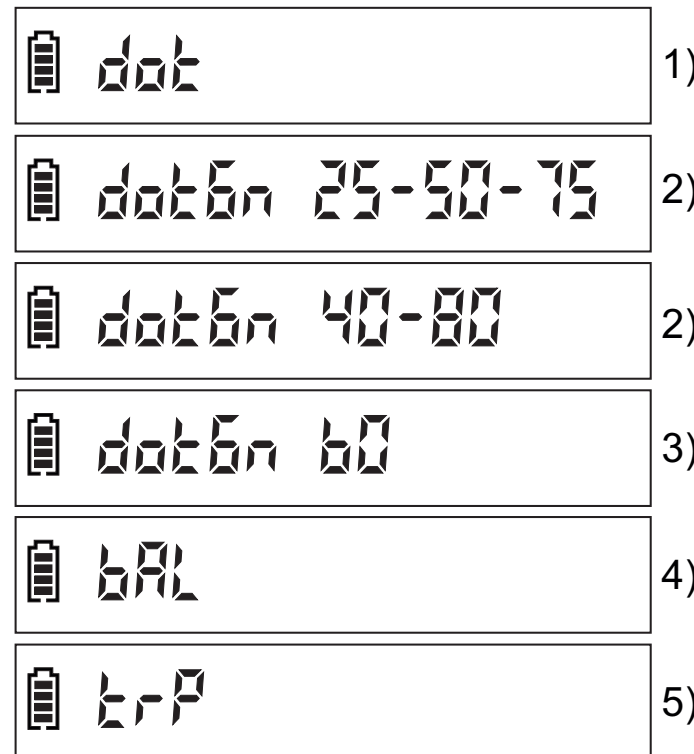 dot 1)
dotGn 25-50-75 2)
dotGn 40-80 2)
dotGn b0 3)
bAL 4)
trP 5)